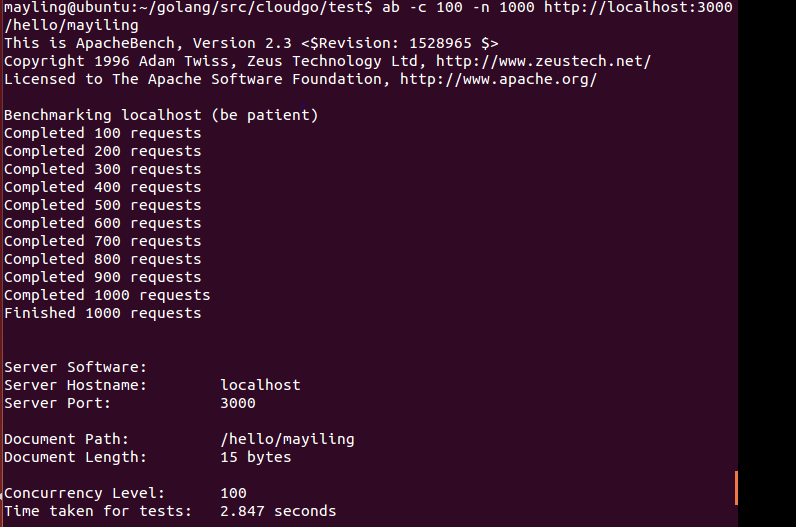 mayling@ubuntu:~/golang/src/cloudgo/test$ ab -c 100 -n 1000 http://localhost:3000
/hello/mayiling
This is ApacheBench, Version 2.3 <$Revision: 1528965 $>
Copyright 1996 Adam Twiss, Zeus Technology Ltd, http://www.zeustech.net/
Licensed to The Apache Software Foundation, http://www.apache.org/

Benchmarking localhost (be patient)
Completed 100 requests
Completed 200 requests
Completed 300 requests
Completed 400 requests
Completed 500 requests
Completed 600 requests
Completed 700 requests
Completed 800 requests
Completed 900 requests
Completed 1000 requests
Finished 1000 requests

Server Software:
Server Hostname:        localhost
Server Port:            3000

Document Path:          /hello/mayiling
Document Length:        15 bytes

Concurrency Level:      100
Time taken for tests:   2.847 seconds